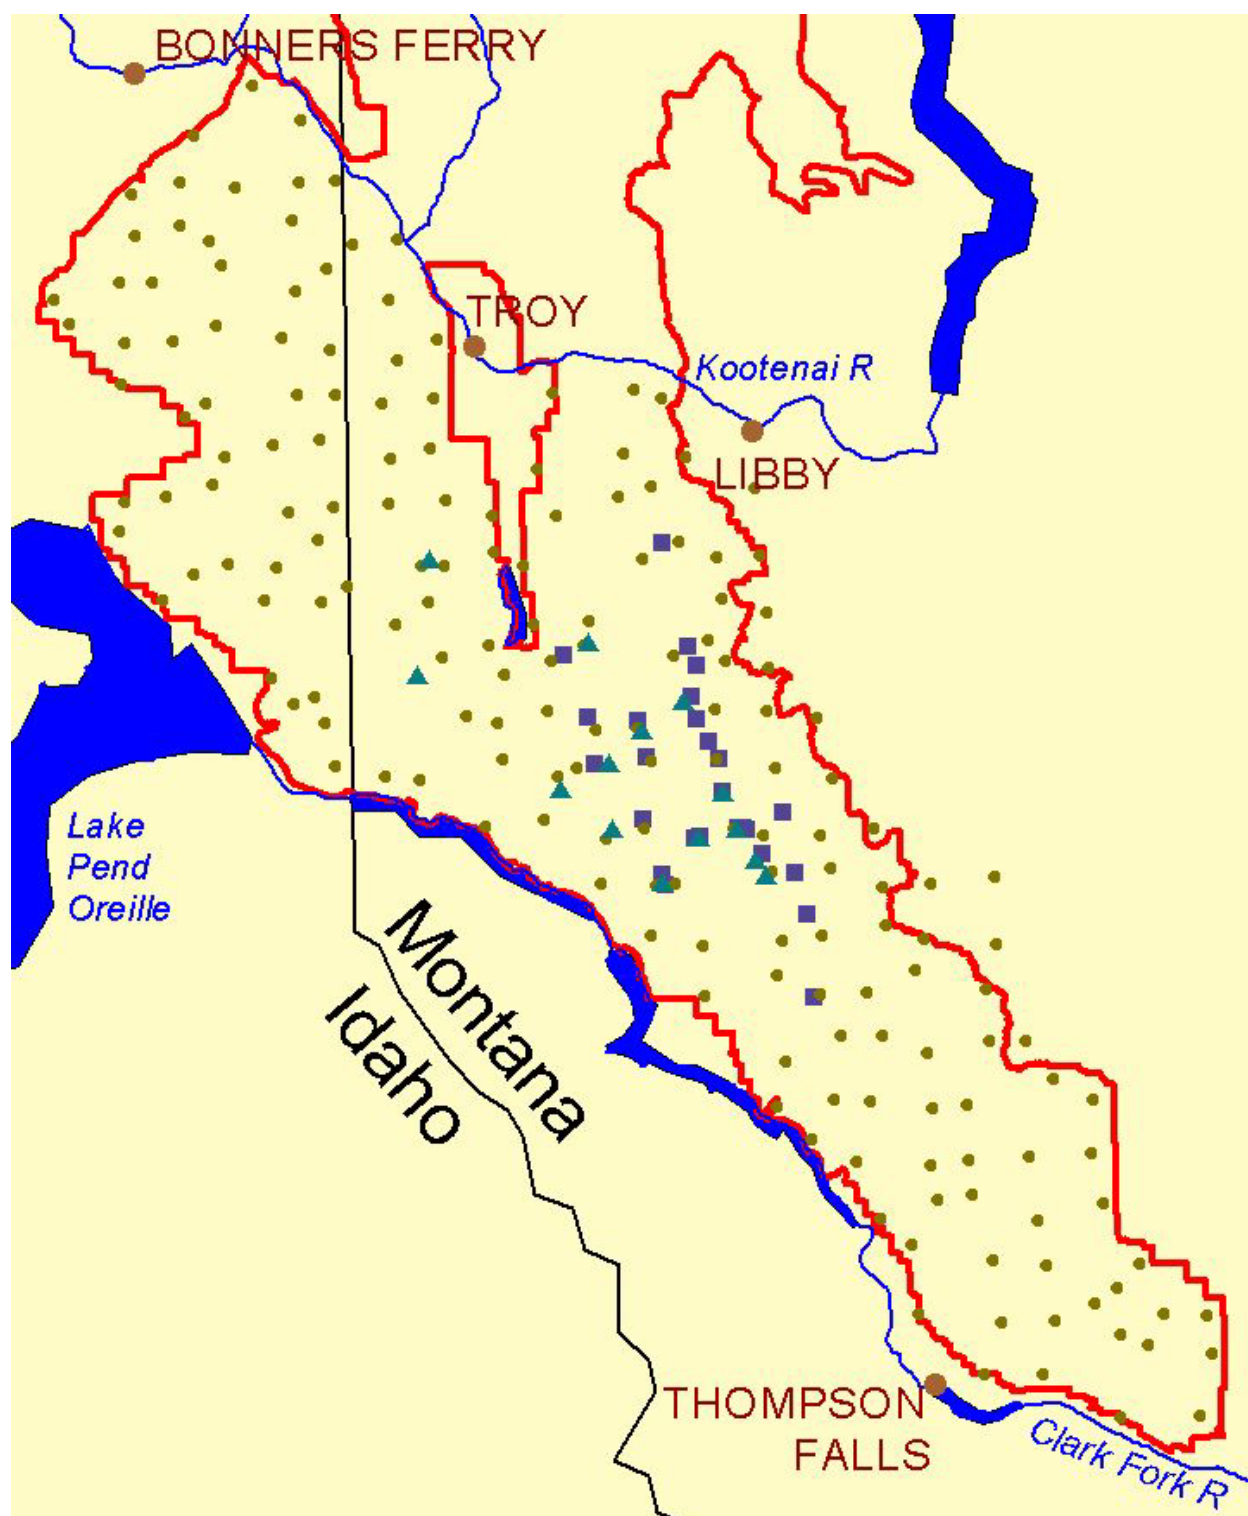 BONNERS FERRY
TROY
Kootenai R
LIBBY
Lake
Pend
Oreille
Montana
Idaho
THOMPSON
FALLS
Clark Fork R